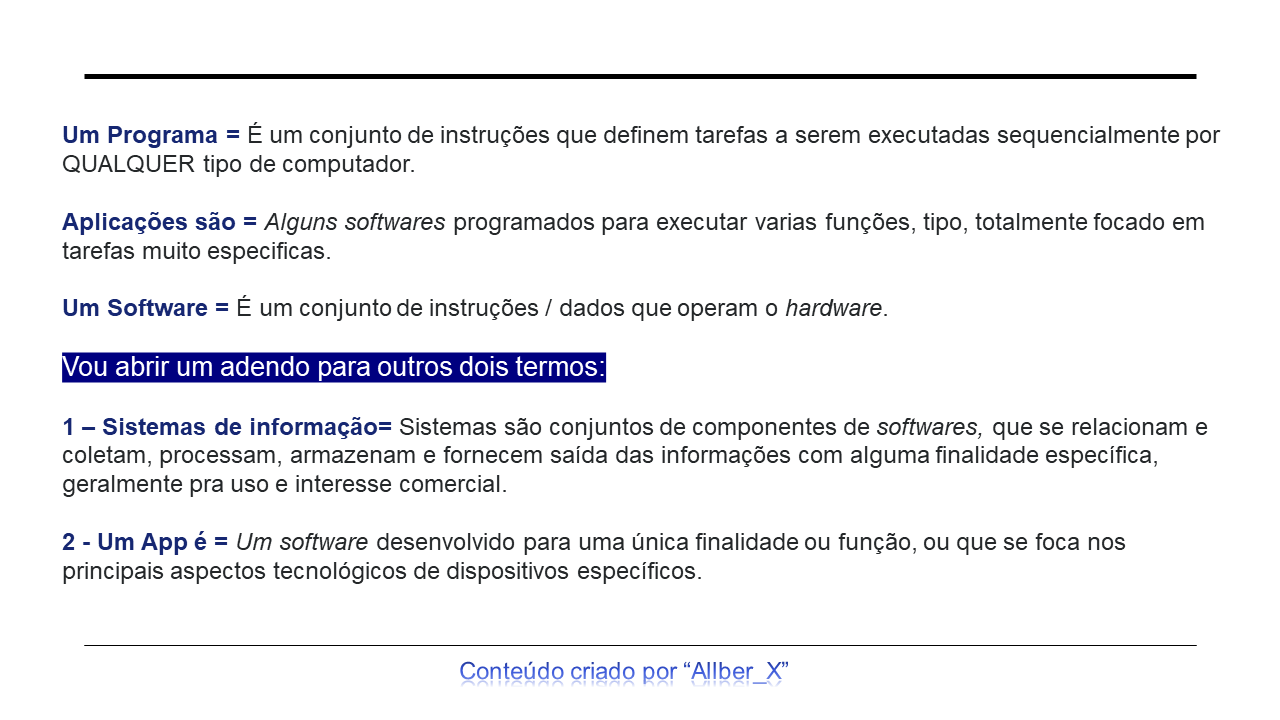 Um Programa = É um conjunto de instruções que definem tarefas a serem executadas sequencialmente por
QUALQUER tipo de computador.
Aplicações são = Alguns softwares programados para executar varias funções, tipo, totalmente focado em
tarefas muito especificas.
Um Software = É um conjunto de instruções / dados que operam o hardware.
Vou abrir um adendo para outros dois termos:
1 – Sistemas de informação= Sistemas são conjuntos de componentes de softwares, que se relacionam e
coletam, processam, armazenam e fornecem saída das informações com alguma finalidade específica,
geralmente pra uso e interesse comercial.
2 - Um App é = Um software desenvolvido para uma única finalidade ou função, ou que se foca nos
principais aspectos tecnológicos de dispositivos específicos.
Conteúdo criado por “Allber_X”